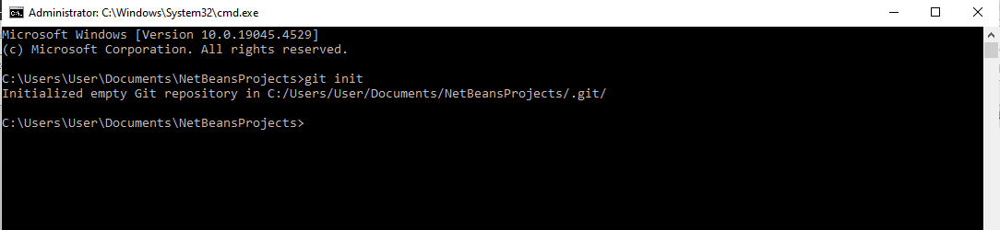 Administrator: C:\Windows\System32\cmd.exe
Microsoft Windows [Version 10.0.19045.4529]
(c) Microsoft Corporation. All rights reserved.
C:\Users\User\Documents\NetBeansProjects>git init
Initialized empty Git repository in C:/Users/User/Documents/NetBeansProjects/.git/
C:\Users\User\Documents\NetBeansProjects>